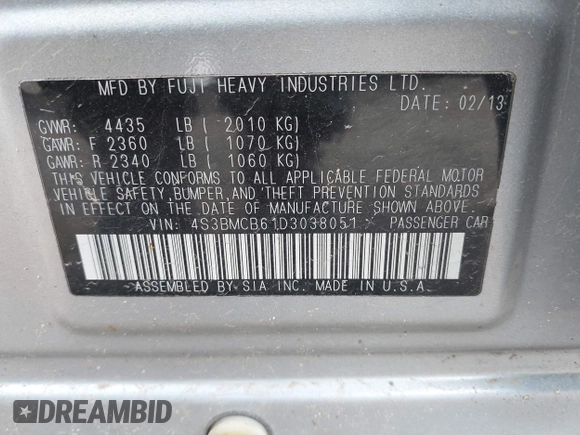 MFD BY FUJI HEAVY INDUSTRIES LTD.
DATE: 02/13
GVWR: 4435 LB ( 2010 KG)
GAWR: F 2360 LB ( 1070 KG)
GAWR: R 2340 LB ( 1060 KG)
THIS VEHICLE CONFORMS TO ALL APPLICABLE FEDERAL MOTOR
VEHICLE SAFETY,BUMPER,AND THEFT PREVENTION STANDARDS
IN EFFECT ON THE DATE OF MANUFACTURE SHOWN ABOVE.
VIN: 4S3BMCB61D3038051 PASSENGER CAR
ASSEMBLED BY SIA INC. MADE IN U.S.A.
DREAMBID